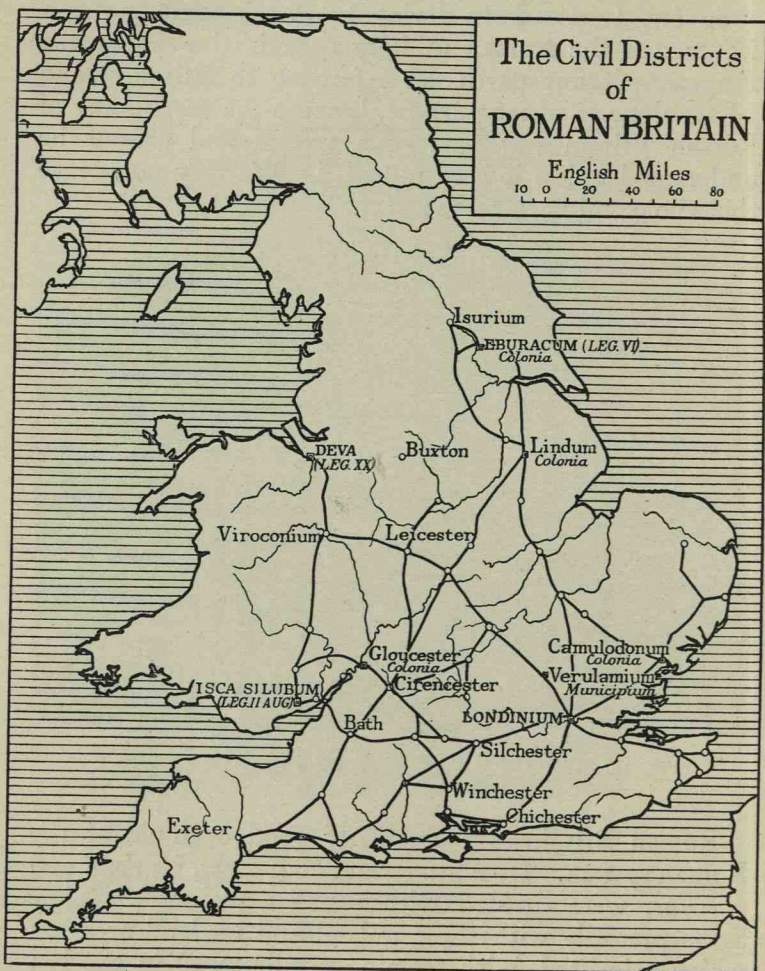 The Civil Districts
of
ROMAN BRITAIN
English Miles
10 0 20 40 60 80
Isurium
EBURACUM (LEG. VI)
Colonia
DEVA
(LEG. XX)
Buxton
Lindum
Colonia
Viroconium
Leicester
Gloucester
Colonia
Camulodonum
Colonia
ISCA SILURUM
(LEG. II AUG)
Cirencester
Verulamium
Municipium
Bath
LONDINIUM
Silchester
Winchester
Exeter
Chichester